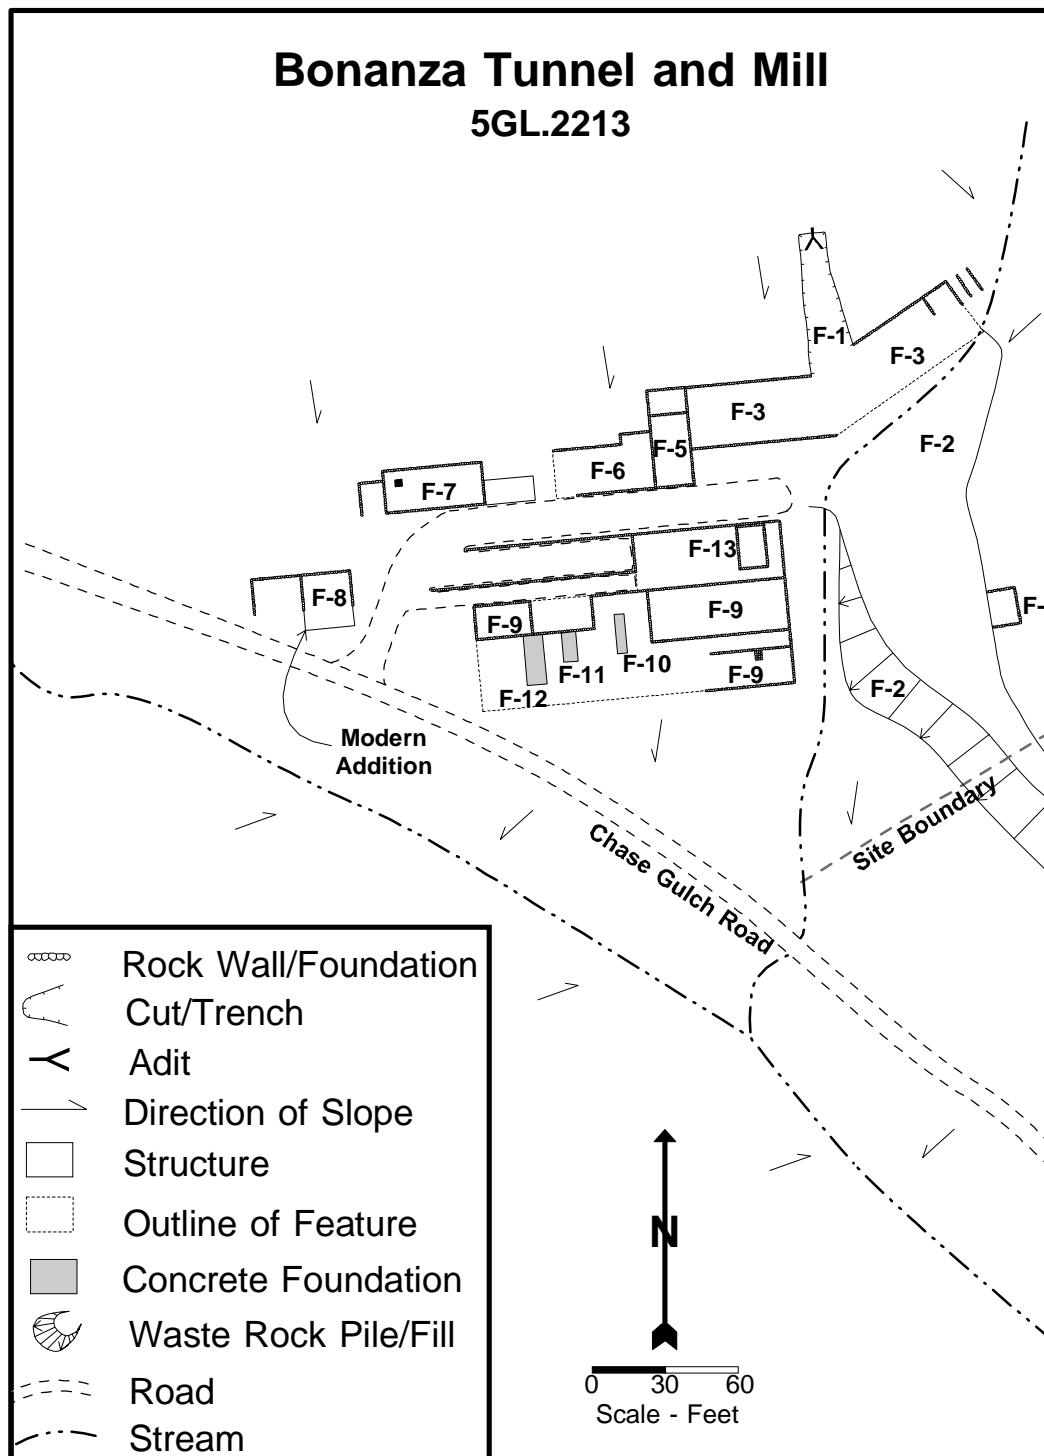 Bonanza Tunnel and Mill
5GL.2213
F-1
F-3
F-3
F-2
F-5
F-6
F-7
F-13
F-8
F-9
F-9
F-
F-11
F-10
F-9
F-12
F-2
Modern
Addition
Site Boundary
Chase Gulch Road
Rock Wall/Foundation
Cut/Trench
Adit
Direction of Slope
Structure
Outline of Feature
Concrete Foundation
Waste Rock Pile/Fill
Road
Stream
N
0 30 60
Scale - Feet